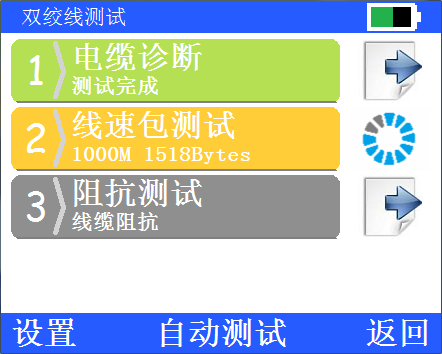 双绞线测试
1 电缆诊断
测试完成
2 线速包测试
1000M 1518Bytes
3 阻抗测试
线缆阻抗
设置 自动测试 返回